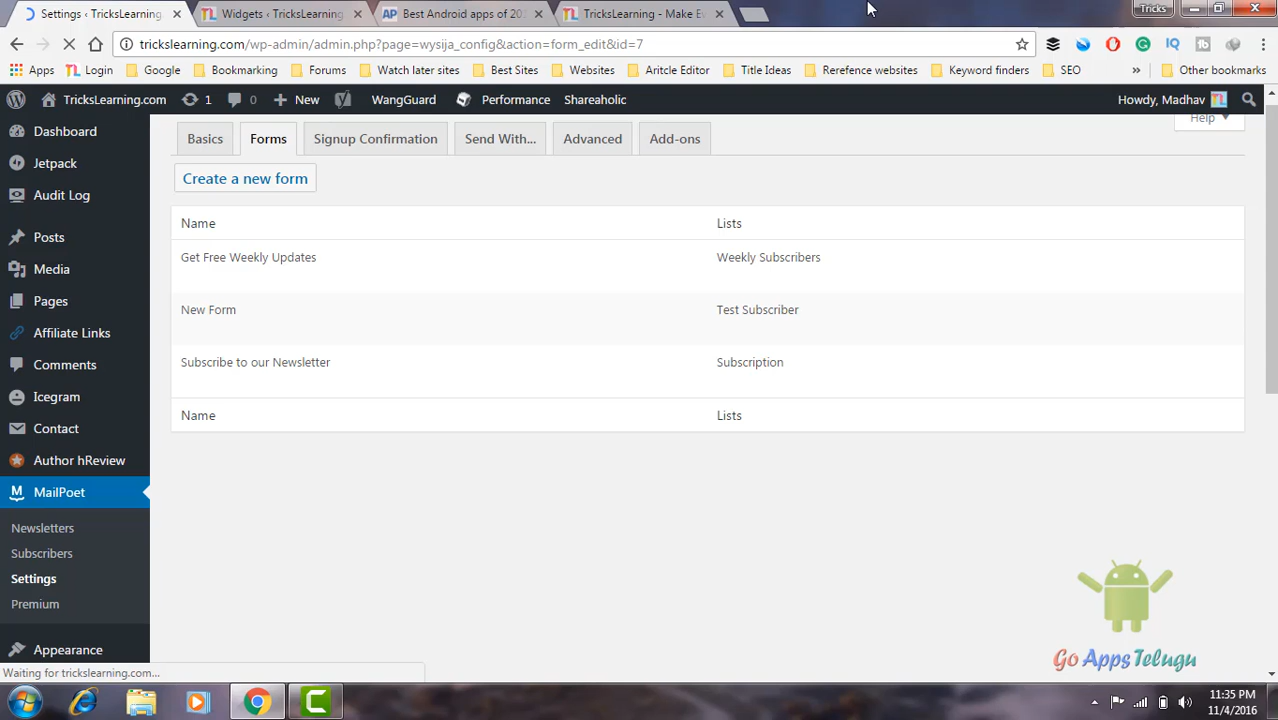 Settings ‹ TricksLearning
Widgets ‹ TricksLearning
Best Android apps of 201
TricksLearning - Make Ev
Tricks
trickslearning.com/wp-admin/admin.php?page=wysija_config&action=form_edit&id=7
Apps
Login
Google
Bookmarking
Forums
Watch later sites
Best Sites
Websites
Aritcle Editor
Title Ideas
Rerefence websites
Keyword finders
SEO
»
Other bookmarks
TricksLearning.com
1
0
New
WangGuard
Performance
Shareaholic
Howdy, Madhav
Help
Dashboard
Jetpack
Audit Log
Posts
Media
Pages
Affiliate Links
Comments
Icegram
Contact
Author hReview
MailPoet
Newsletters
Subscribers
Settings
Premium
Appearance
Basics
Forms
Signup Confirmation
Send With...
Advanced
Add-ons
Create a new form
Name Lists
Get Free Weekly Updates Weekly Subscribers
New Form Test Subscriber
Subscribe to our Newsletter Subscription
Name Lists
Go Apps Telugu
Waiting for trickslearning.com...
11:35 PM
11/4/2016